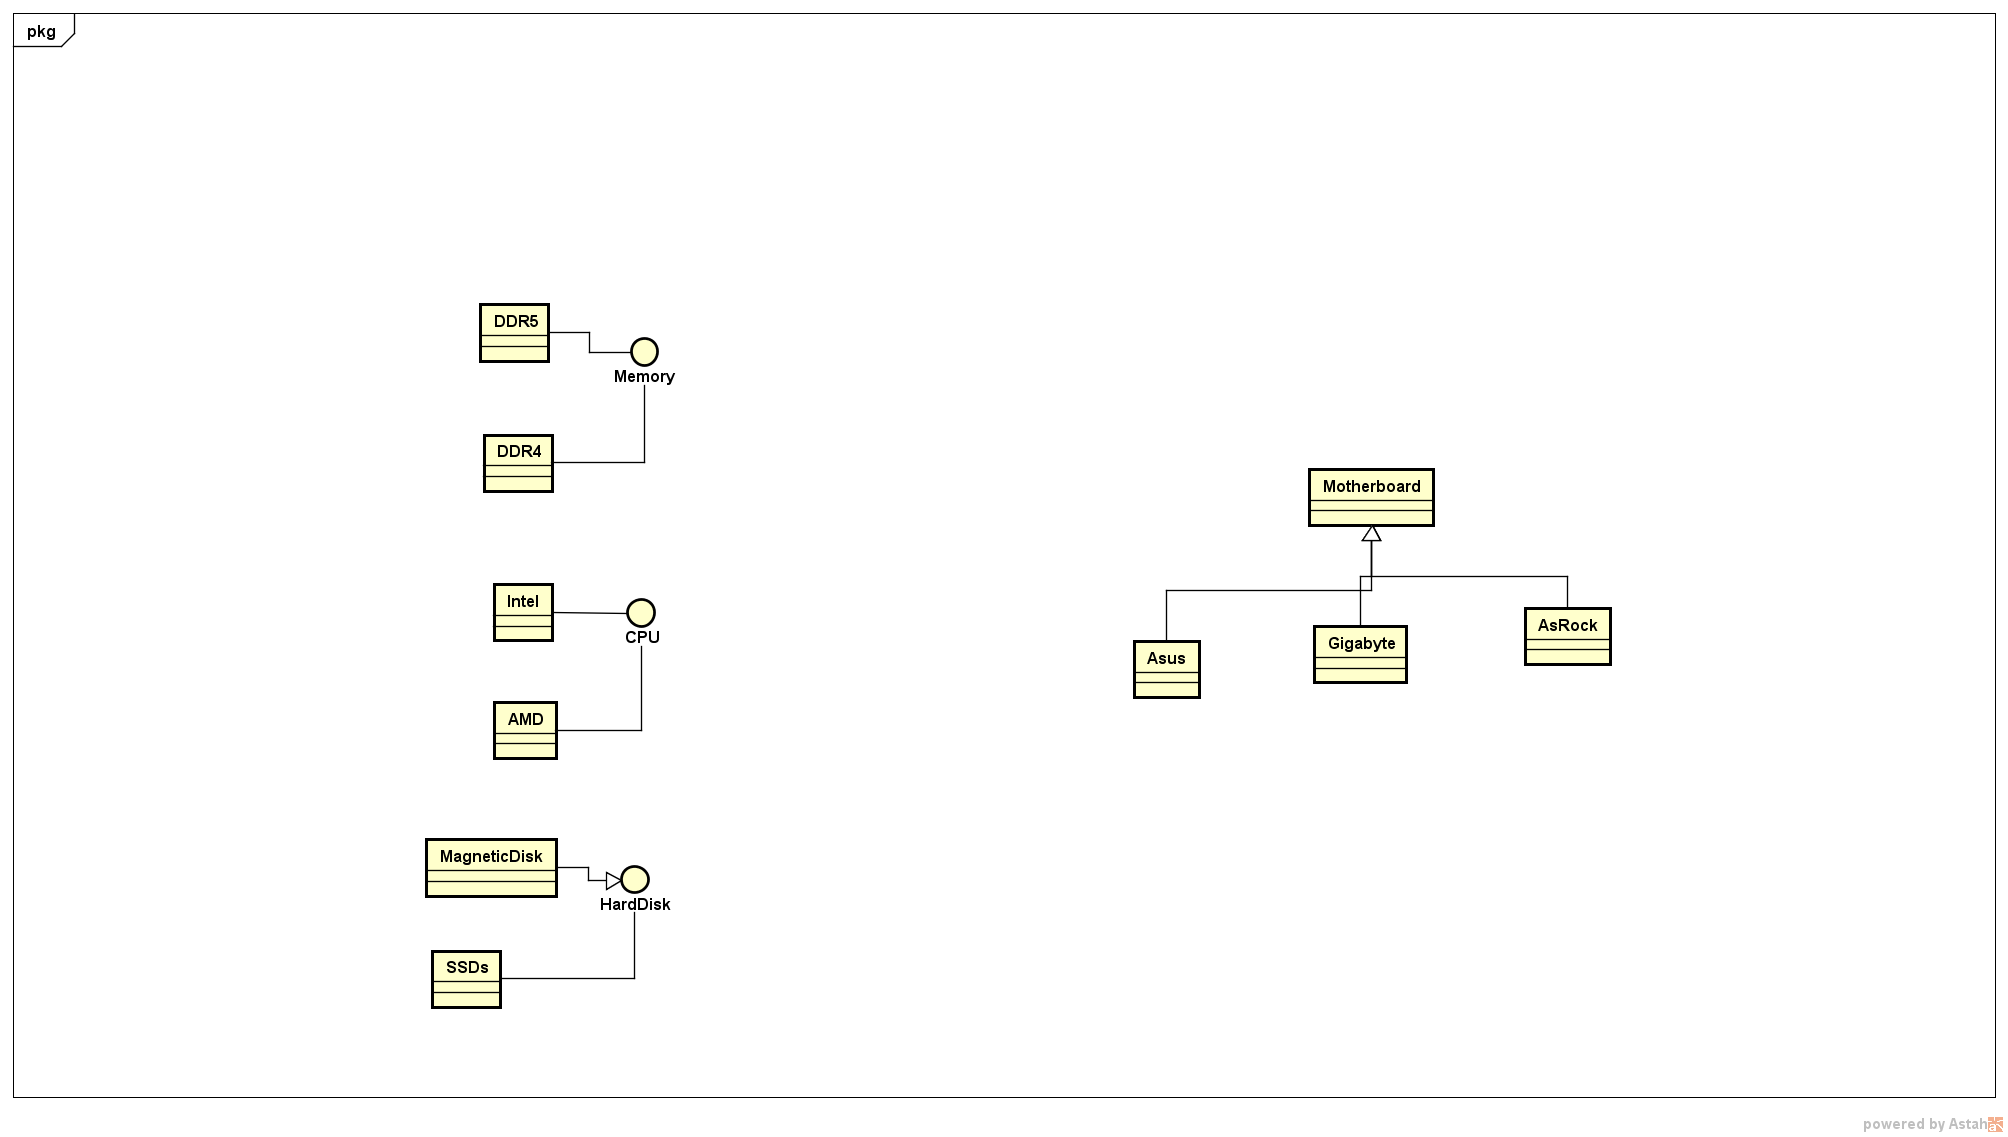 pkg
DDR5
Memory
DDR4
Motherboard
Intel
CPU
AsRock
Gigabyte
Asus
AMD
MagneticDisk
HardDisk
SSDs
powered by Astah